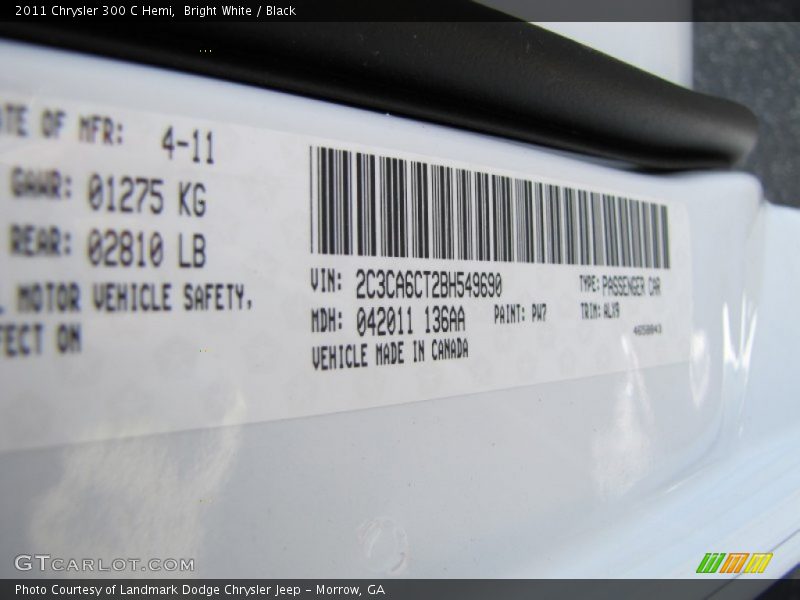 2011 Chrysler 300 C Hemi, Bright White / Black
ATE OF MFR: 4-11
GAWR: 01275 KG
REAR: 02810 LB
L MOTOR VEHICLE SAFETY,
FECT ON
VIN: 2C3CA6CT2BH549690 TYPE: PASSENGER CAR
MDH: 042011 136AA PAINT: PW7 TRIM: ALX9
VEHICLE MADE IN CANADA
GTCARLOT.COM
Photo Courtesy of Landmark Dodge Chrysler Jeep – Morrow, GA